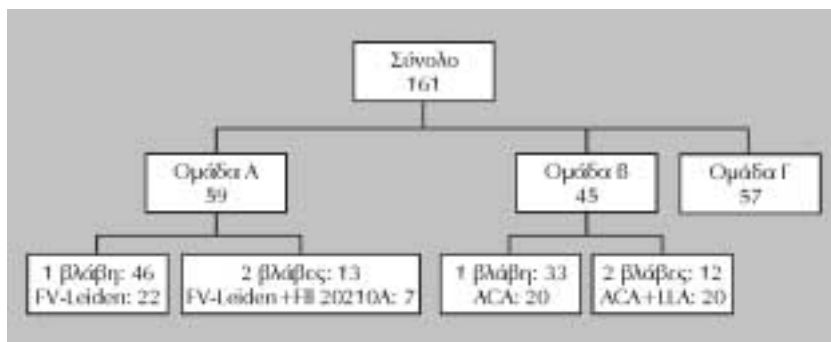 Σύνολο
161
Ομάδα Α
59
Ομάδα Β
45
Ομάδα Γ
57
1 βλάβη: 46
FV-Leiden: 22
2 βλάβες: 13
FV-Leiden+FII 20210A: 7
1 βλάβη: 33
ACA: 20
2 βλάβες: 12
ACA+LLA: 20